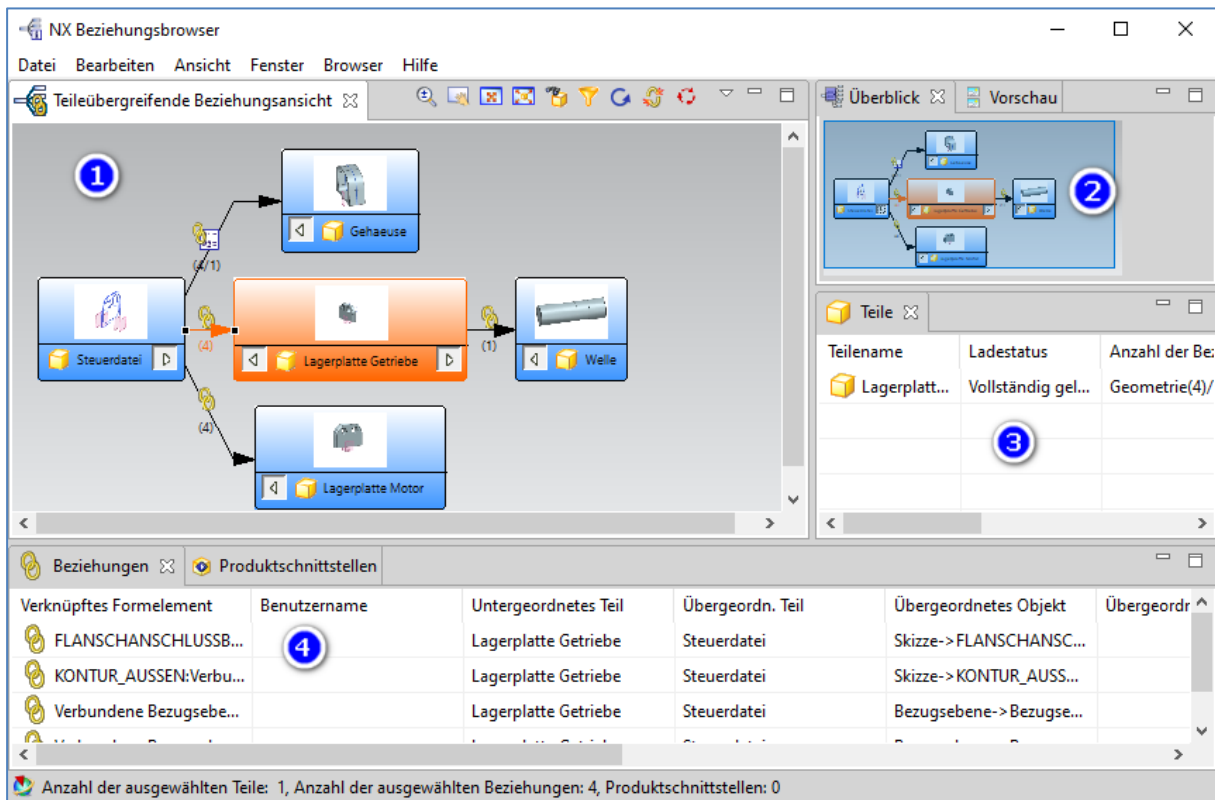 NX Beziehungsbrowser
Datei Bearbeiten Ansicht Fenster Browser Hilfe
Teileübergreifende Beziehungsansicht
1
Gehaeuse
(4/1)
Steuerdatei
(4)
Lagerplatte Getriebe
(1)
Welle
(4)
Lagerplatte Motor
Überblick Vorschau
2
Teile
Teilename Ladestatus Anzahl der Be
Lagerplatt... Vollständig gel... Geometrie(4)/
3
Beziehungen Produktschnittstellen
Verknüpftes Formelement Benutzername Untergeordnetes Teil Übergeordn. Teil Übergeordnetes Objekt Übergeordr
FLANSCHANSCHLUSSB... Lagerplatte Getriebe Steuerdatei Skizze->FLANSCHANSC...
4
KONTUR_AUSSEN:Verbu... Lagerplatte Getriebe Steuerdatei Skizze->KONTUR_AUSS...
Verbundene Bezugsebe... Lagerplatte Getriebe Steuerdatei Bezugsebene->Bezugse...
Anzahl der ausgewählten Teile: 1, Anzahl der ausgewählten Beziehungen: 4, Produktschnittstellen: 0